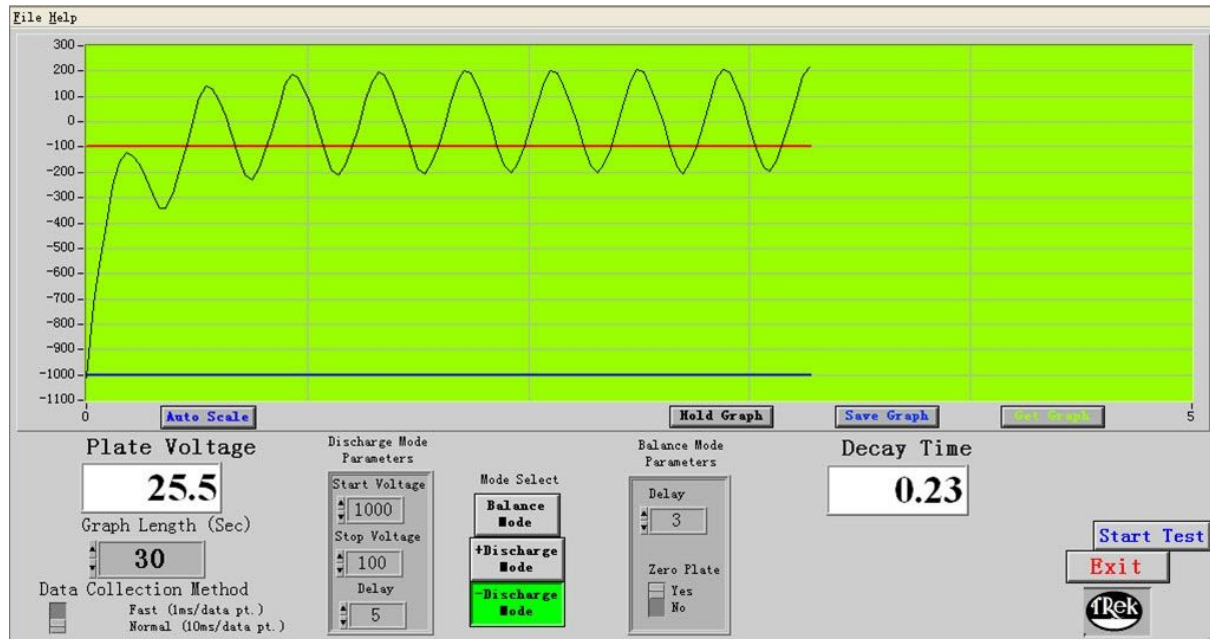 File Help
300
200
100
0
-100
-200
-300
-400
-500
-600
-700
-800
-900
-1000
-1100
0
5
Auto Scale
Hold Graph
Save Graph
Get Graph
Plate Voltage
25.5
Graph Length (Sec)
30
Data Collection Method
Fast (1ms/data pt.)
Normal (10ms/data pt.)
Discharge Mode
Parameters
Start Voltage
1000
Stop Voltage
100
Delay
5
Mode Select
Balance
Mode
+Discharge
Mode
-Discharge
Mode
Balance Mode
Parameters
Delay
3
Zero Plate
Yes
No
Decay Time
0.23
Start Test
Exit
TRek